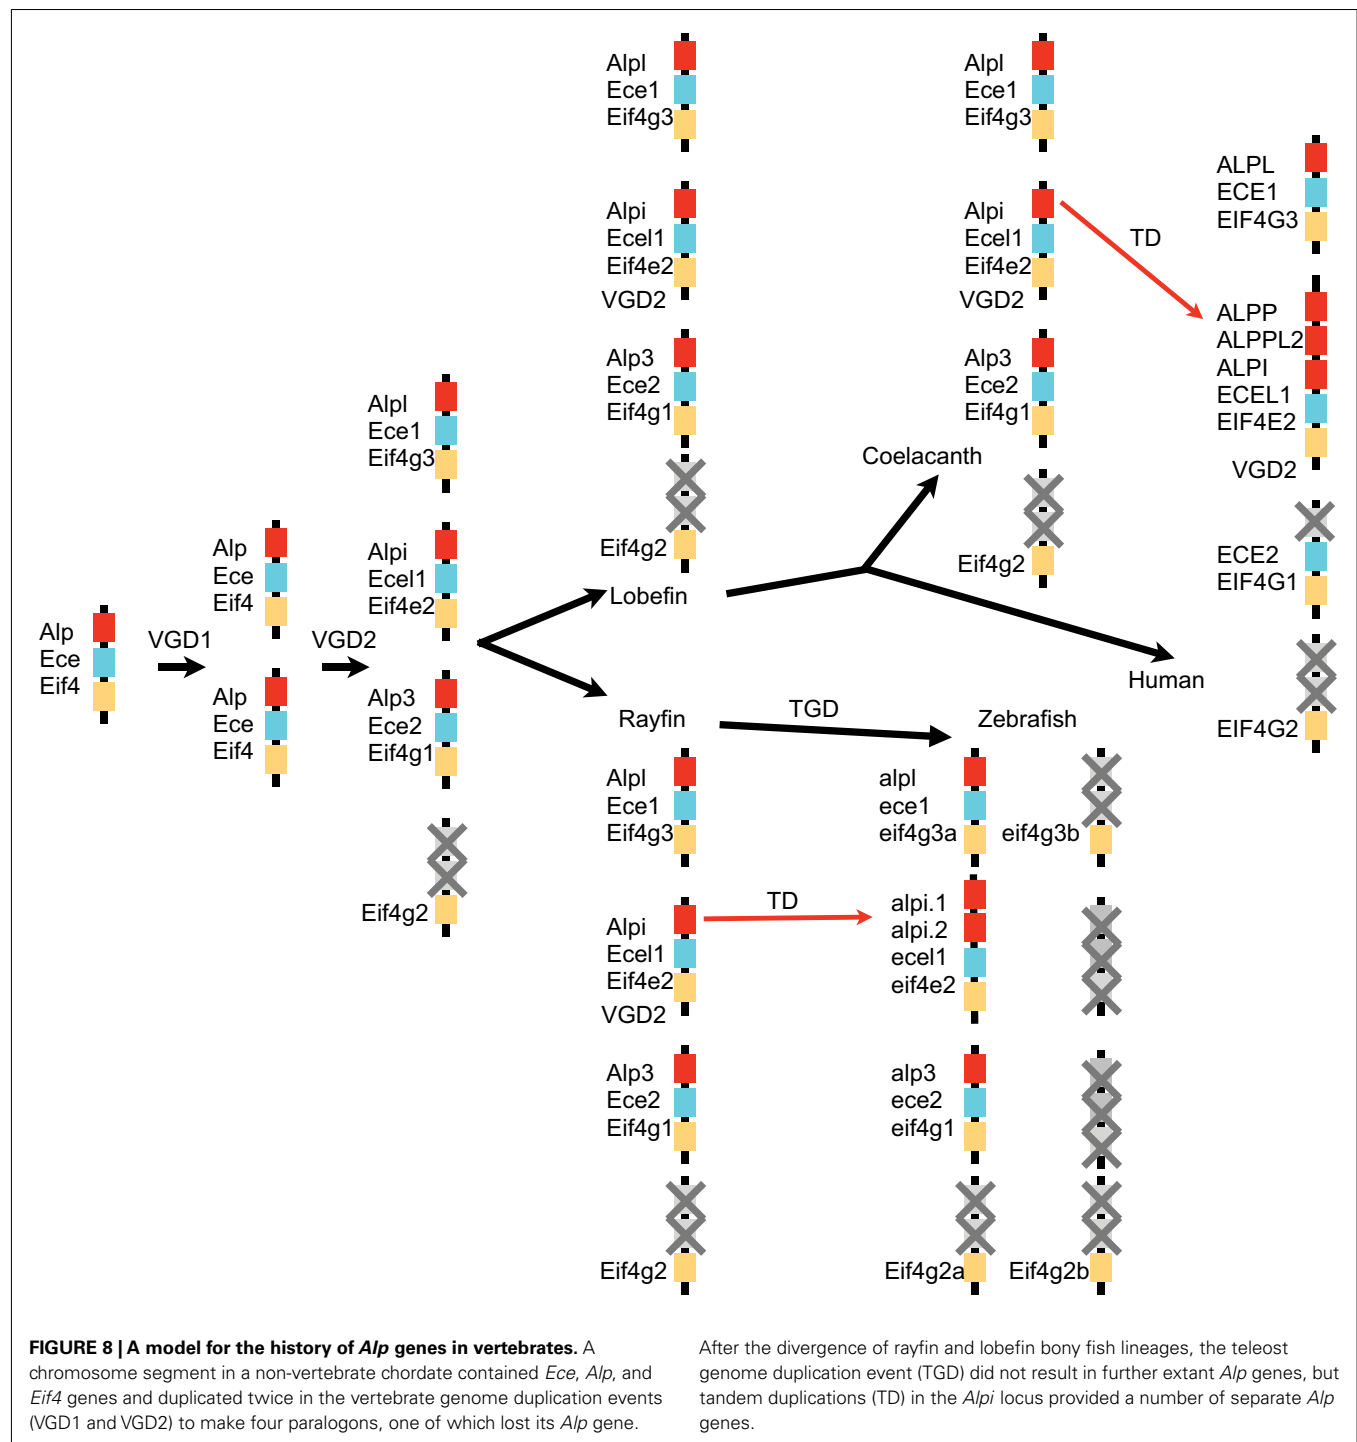 Alpl
Ece1
Eif4g3
Alpi
Ecel1
Eif4e2
VGD2
Alp3
Ece2
Eif4g1
Eif4g2
Lobefin
Alpl
Ece1
Eif4g3
Alpi
Ecel1
Eif4e2
VGD2
Alp3
Ece2
Eif4g1
Coelacanth
Eif4g2
TD
ALPL
ECE1
EIF4G3
ALPP
ALPPL2
ALPI
ECEL1
EIF4E2
VGD2
ECE2
EIF4G1
EIF4G2
Human
Alp
Ece
Eif4
VGD1
Alp
Ece
Eif4
Alp
Ece
Eif4
VGD2
Alpl
Ece1
Eif4g3
Alpi
Ecel1
Eif4e2
Alp3
Ece2
Eif4g1
Eif4g2
Rayfin
TGD
Zebrafish
Alpl
Ece1
Eif4g3
Alpi
Ecel1
Eif4e2
VGD2
TD
Alp3
Ece2
Eif4g1
Eif4g2
alpl
ece1
eif4g3a
eif4g3b
alpi.1
alpi.2
ecel1
eif4e2
alp3
ece2
eif4g1
Eif4g2a
Eif4g2b
FIGURE 8 | A model for the history of Alp genes in vertebrates. A
chromosome segment in a non-vertebrate chordate contained Ece, Alp, and
Eif4 genes and duplicated twice in the vertebrate genome duplication events
(VGD1 and VGD2) to make four paralogons, one of which lost its Alp gene.
After the divergence of rayfin and lobefin bony fish lineages, the teleost
genome duplication event (TGD) did not result in further extant Alp genes, but
tandem duplications (TD) in the Alpi locus provided a number of separate Alp
genes.